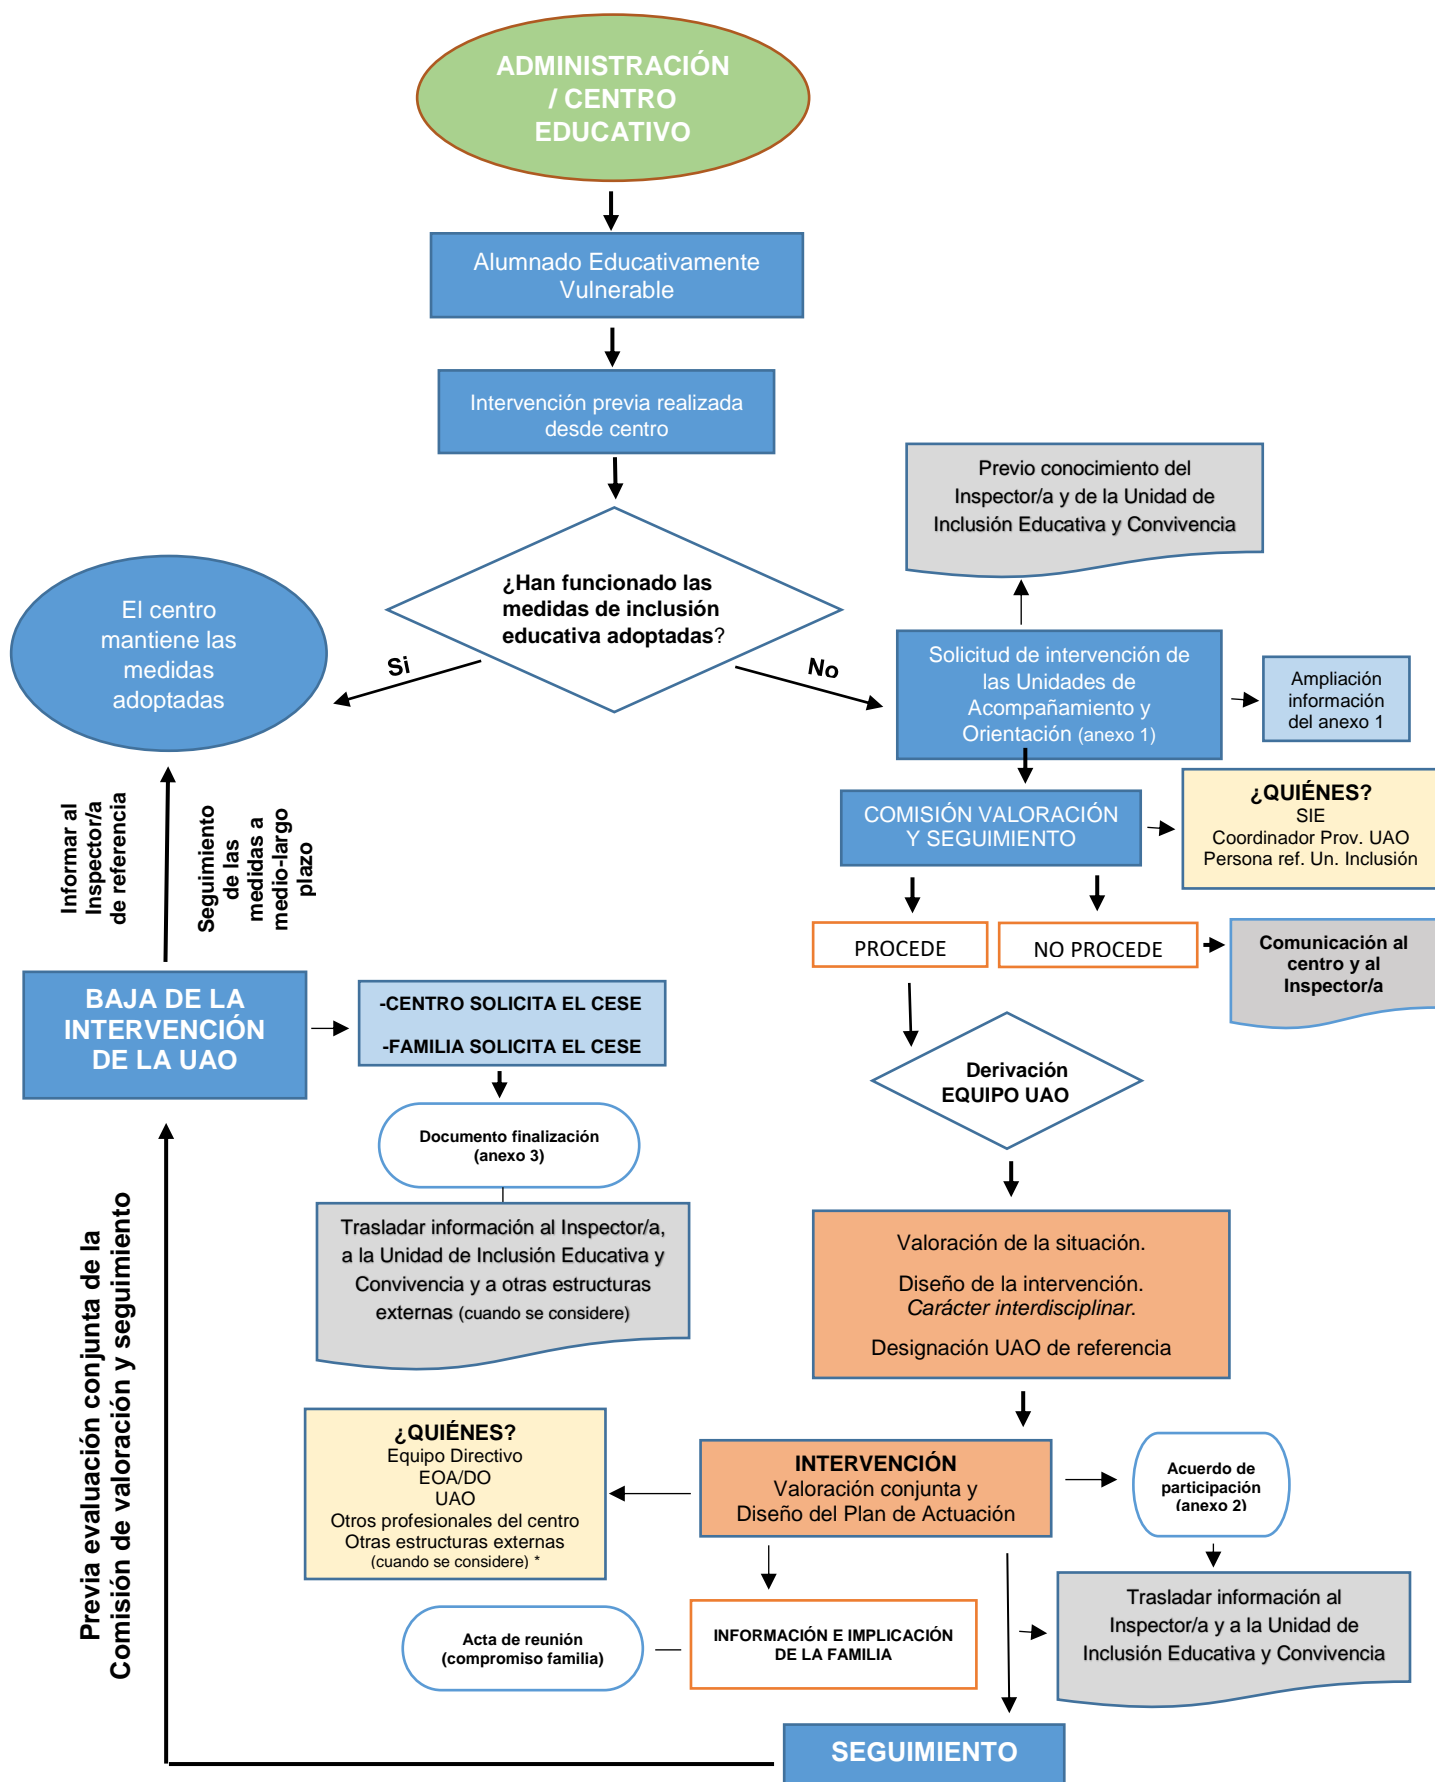 ADMINISTRACIÓN
/ CENTRO
EDUCATIVO
Alumnado Educativamente
Vulnerable
Intervención previa realizada
desde centro
¿Han funcionado las
medidas de inclusión
educativa adoptadas?
Si
No
El centro
mantiene las
medidas
adoptadas
Previo conocimiento del
Inspector/a y de la Unidad de
Inclusión Educativa y Convivencia
Solicitud de intervención de
las Unidades de
Acompañamiento y
Orientación (anexo 1)
Ampliación
información
del anexo 1
COMISIÓN VALORACIÓN
Y SEGUIMIENTO
¿QUIÉNES?
SIE
Coordinador Prov. UAO
Persona ref. Un. Inclusión
PROCEDE
NO PROCEDE
Comunicación al
centro y al
Inspector/a
Informar al
Inspector/a
de referencia
Seguimiento
de las
medidas a
medio-largo
plazo
BAJA DE LA
INTERVENCIÓN
DE LA UAO
-CENTRO SOLICITA EL CESE
-FAMILIA SOLICITA EL CESE
Documento finalización
(anexo 3)
Trasladar información al Inspector/a,
a la Unidad de Inclusión Educativa y
Convivencia y a otras estructuras
externas (cuando se considere)
Derivación
EQUIPO UAO
Valoración de la situación.
Diseño de la intervención.
Carácter interdisciplinar.
Designación UAO de referencia
Previa evaluación conjunta de la
Comisión de valoración y seguimiento
¿QUIÉNES?
Equipo Directivo
EOA/DO
UAO
Otros profesionales del centro
Otras estructuras externas
(cuando se considere) *
INTERVENCIÓN
Valoración conjunta y
Diseño del Plan de Actuación
Acuerdo de
participación
(anexo 2)
Acta de reunión
(compromiso familia)
INFORMACIÓN E IMPLICACIÓN
DE LA FAMILIA
Trasladar información al
Inspector/a y a la Unidad de
Inclusión Educativa y Convivencia
SEGUIMIENTO